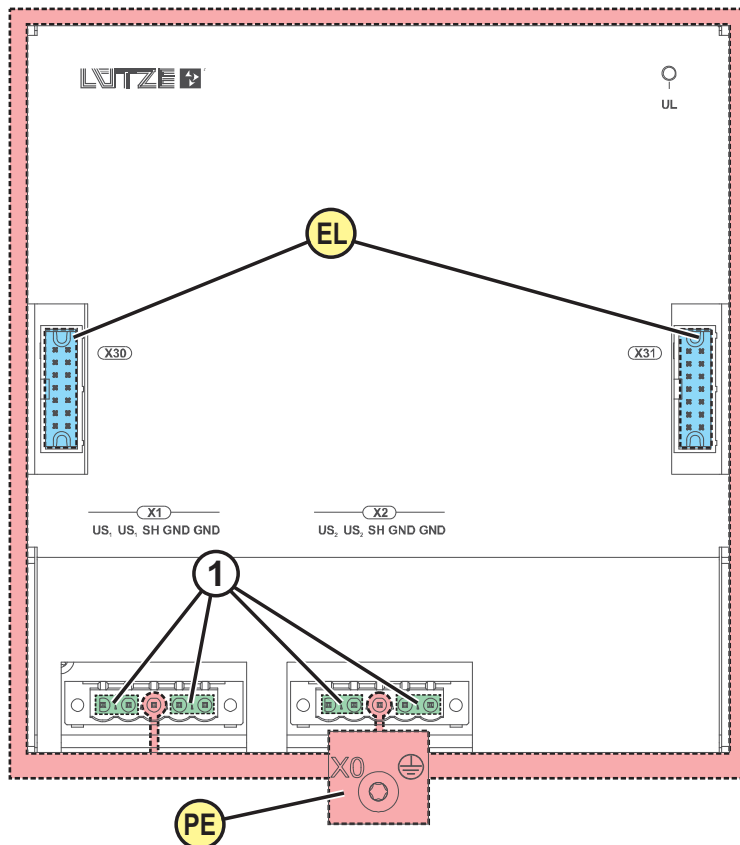 LÜTZE
UL
EL
X30
X31
X1
X2
US₁ US₁ SH GND GND
US₂ US₂ SH GND GND
1
X0
PE